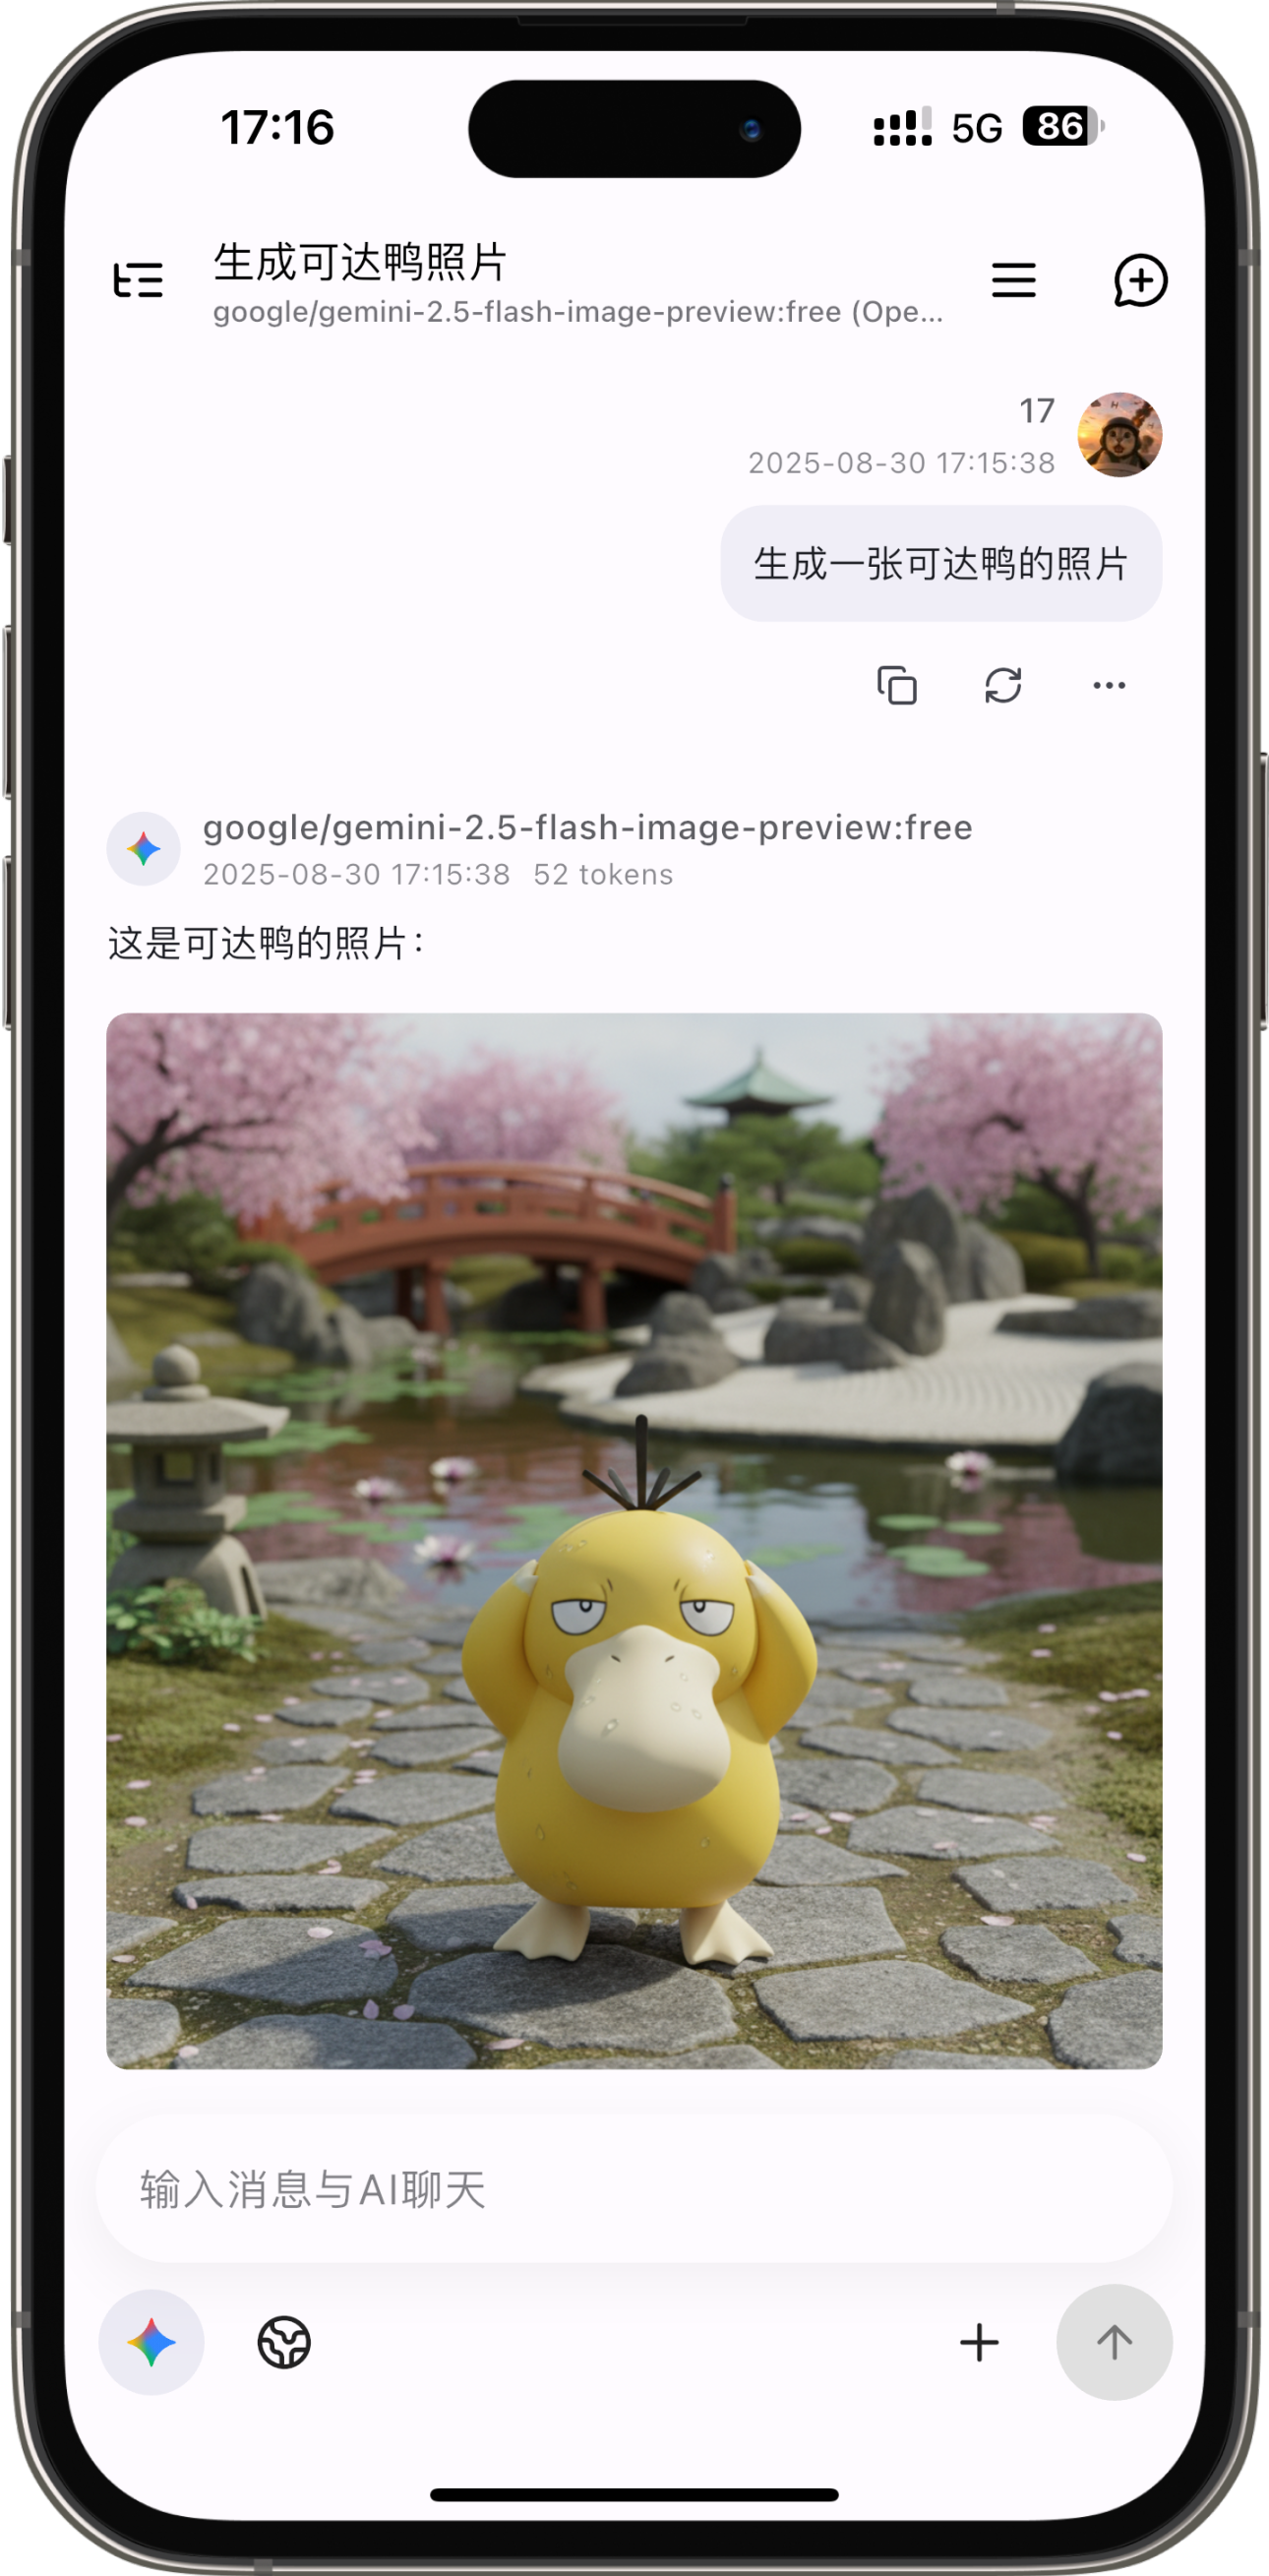 17:16
5G 86
生成可达鸭照片
google/gemini-2.5-flash-image-preview:free (Ope...
17
2025-08-30 17:15:38
生成一张可达鸭的照片
google/gemini-2.5-flash-image-preview:free
2025-08-30 17:15:38 52 tokens
这是可达鸭的照片：
输入消息与AI聊天